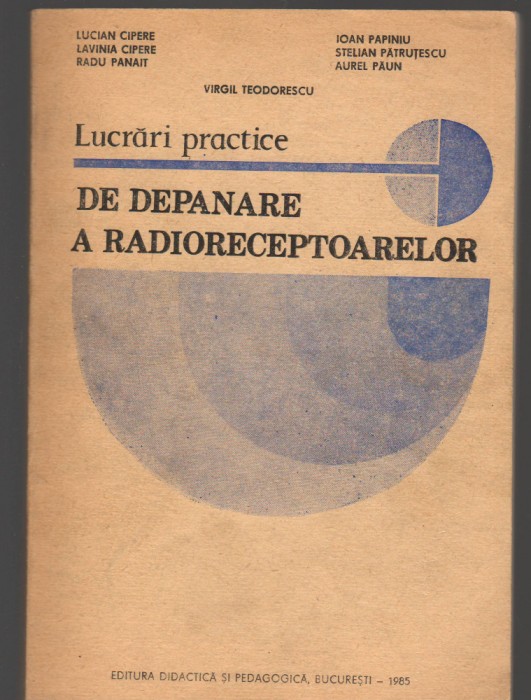 LUCIAN CIPERE
LAVINIA CIPERE
RADU PANAIT
IOAN PAPINIU
STELIAN PĂTRUȚESCU
AUREL PĂUN
VIRGIL TEODORESCU
Lucrări practice
DE DEPANARE
A RADIORECEPTOARELOR
EDITURA DIDACTICĂ ȘI PEDAGOGICĂ, BUCUREȘTI – 1985